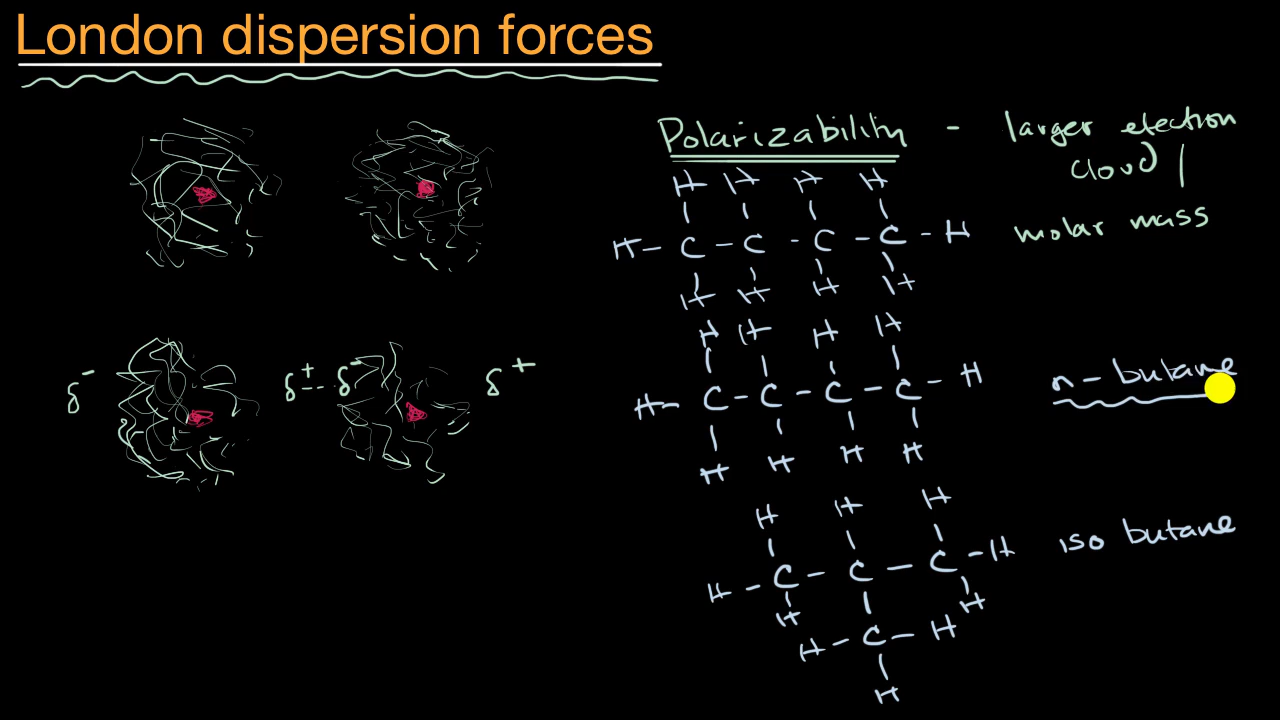 London dispersion forces
Polarizability - larger electron
cloud /
molar mass
H H H H
H - C - C - C - C - H
H H H H
δ- δ+ -- δ- δ+
H H H H
H - C - C - C - C - H
H H H H
n-butane
H H H
H - C - C - C - H
H H
iso butane
H - C - H
H